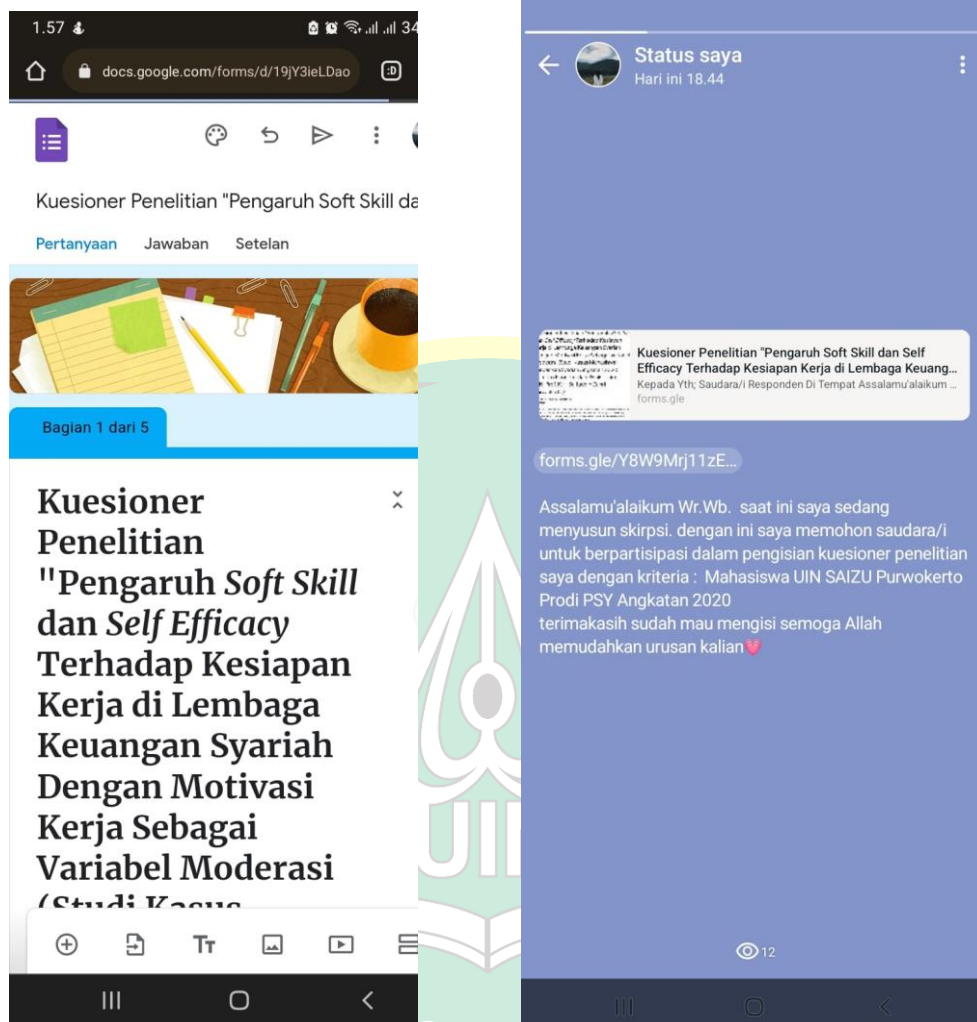 1.57
34
docs.google.com/forms/d/19jY3ieLDao
:D
Kuesioner Penelitian "Pengaruh Soft Skill da
Pertanyaan Jawaban Setelan
Bagian 1 dari 5
Kuesioner
Penelitian
"Pengaruh Soft Skill
dan Self Efficacy
Terhadap Kesiapan
Kerja di Lembaga
Keuangan Syariah
Dengan Motivasi
Kerja Sebagai
Variabel Moderasi
(Studi Kasus
Tт
Status saya
Hari ini 18.44
Kuesioner Penelitian "Pengaruh Soft Skill dan Self
Efficacy Terhadap Kesiapan Kerja di Lembaga Keuang...
Kepada Yth; Saudara/i Responden Di Tempat Assalamu'alaikum ...
forms.gle
forms.gle/Y8W9Mrj11zE...
Assalamu'alaikum Wr.Wb. saat ini saya sedang
menyusun skirpsi. dengan ini saya memohon saudara/i
untuk berpartisipasi dalam pengisian kuesioner penelitian
saya dengan kriteria : Mahasiswa UIN SAIZU Purwokerto
Prodi PSY Angkatan 2020
terimakasih sudah mau mengisi semoga Allah
memudahkan urusan kalian💗
12
UI